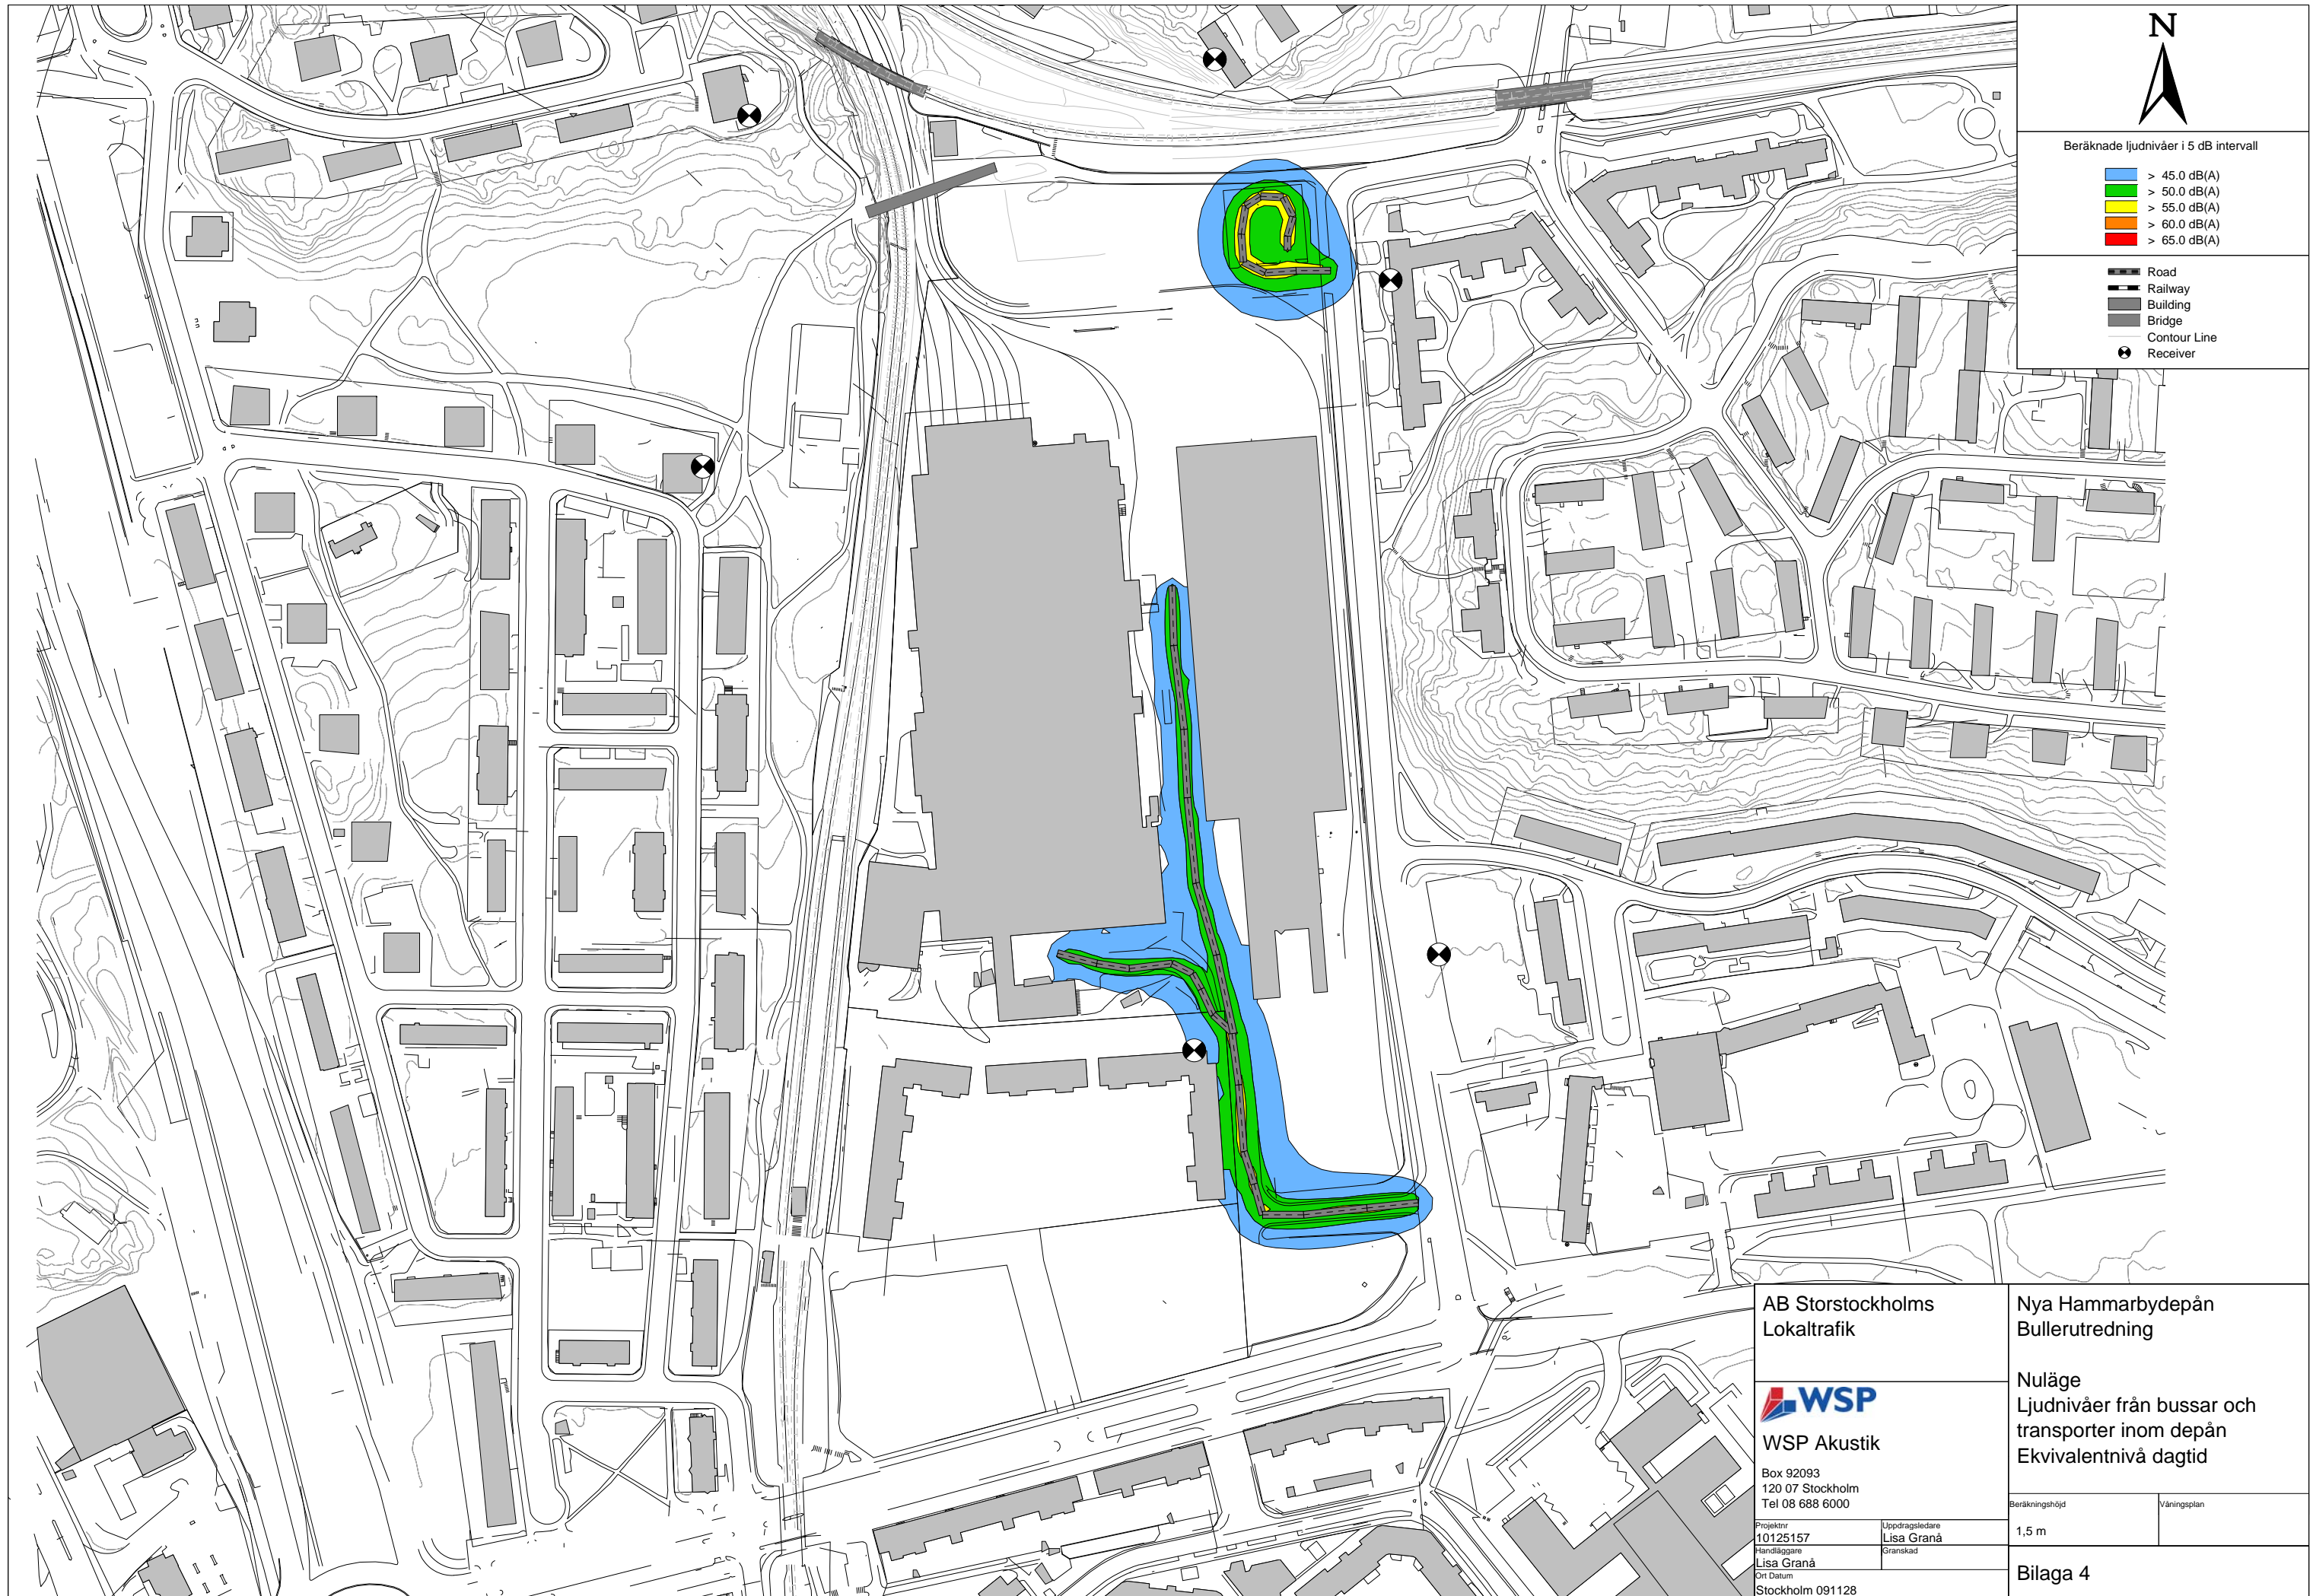 N
Beräknade ljudnivåer i 5 dB intervall
> 45.0 dB(A)
> 50.0 dB(A)
> 55.0 dB(A)
> 60.0 dB(A)
> 65.0 dB(A)
Road
Railway
Building
Bridge
Contour Line
Receiver
AB Storstockholms
Lokaltrafik
WSP
WSP Akustik
Box 92093
120 07 Stockholm
Tel 08 688 6000
Projektnr
10125157
Uppdragsledare
Lisa Granå
Handläggare
Lisa Granå
Granskad
Ort Datum
Stockholm 091128
Nya Hammarbydepån
Bullerutredning
Nuläge
Ljudnivåer från bussar och
transporter inom depån
Ekvivalentnivå dagtid
Beräkningshöjd
1,5 m
Våningsplan
Bilaga 4